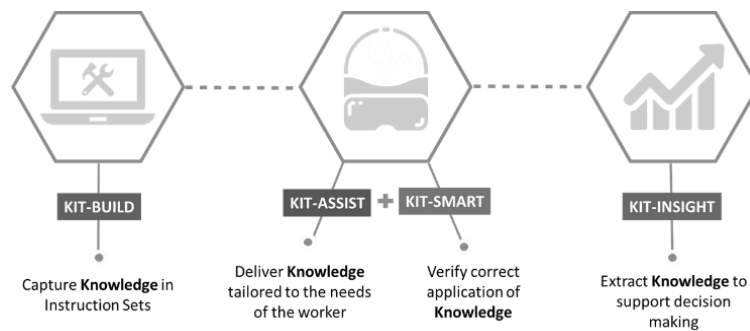 KIT-BUILD
KIT-ASSIST + KIT-SMART
KIT-INSIGHT
Capture Knowledge in
Instruction Sets
Deliver Knowledge
tailored to the needs
of the worker
Verify correct
application of
Knowledge
Extract Knowledge to
support decision
making